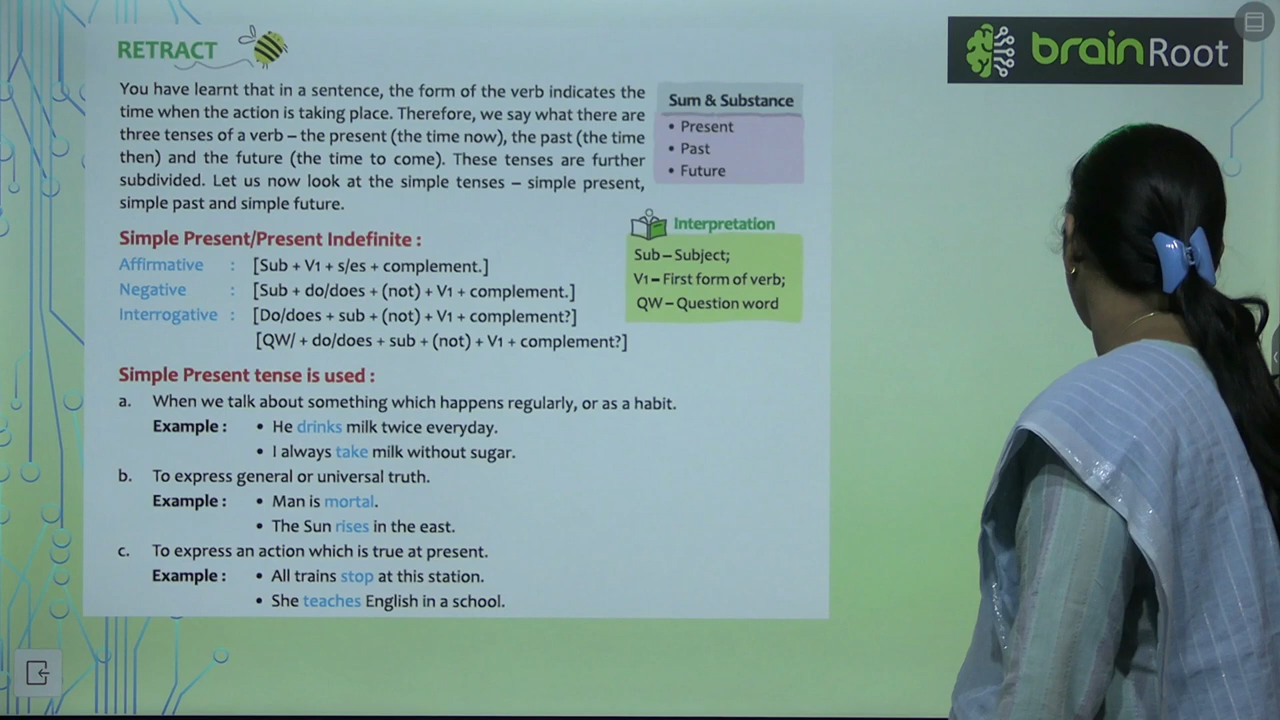 RETRACT
brainRoot
You have learnt that in a sentence, the form of the verb indicates the
time when the action is taking place. Therefore, we say what there are
three tenses of a verb – the present (the time now), the past (the time
then) and the future (the time to come). These tenses are further
subdivided. Let us now look at the simple tenses – simple present,
simple past and simple future.
Sum & Substance
• Present
• Past
• Future
Interpretation
Sub – Subject;
V1 – First form of verb;
QW – Question word
Simple Present/Present Indefinite :
Affirmative : [Sub + V1 + s/es + complement.]
Negative : [Sub + do/does + (not) + V1 + complement.]
Interrogative : [Do/does + sub + (not) + V1 + complement?]
[QW/ + do/does + sub + (not) + V1 + complement?]
Simple Present tense is used :
a. When we talk about something which happens regularly, or as a habit.
Example : • He drinks milk twice everyday.
• I always take milk without sugar.
b. To express general or universal truth.
Example : • Man is mortal.
• The Sun rises in the east.
c. To express an action which is true at present.
Example : • All trains stop at this station.
• She teaches English in a school.